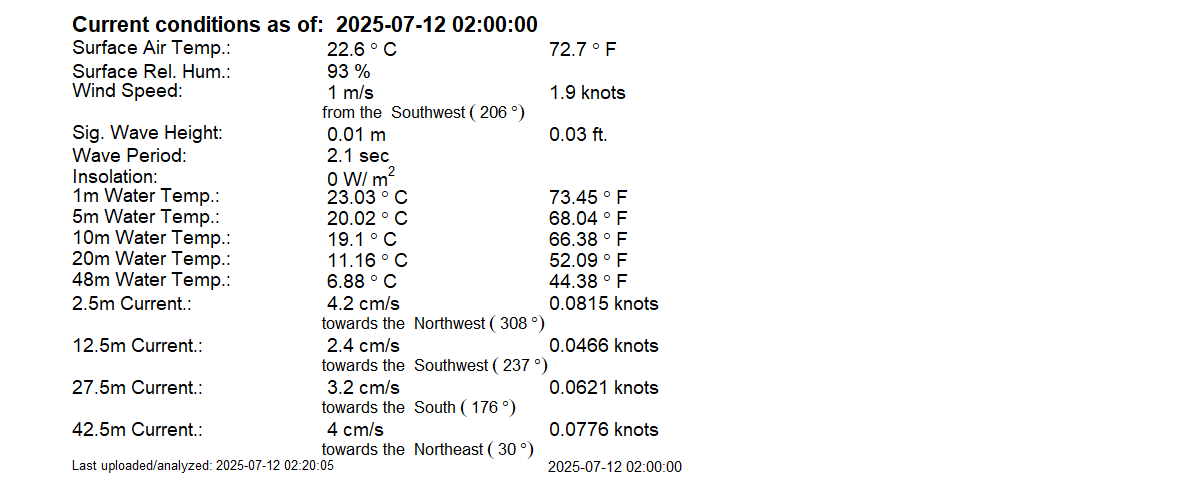 Current conditions as of: 2025-07-12 02:00:00
Surface Air Temp.: 22.6 ° C 72.7 ° F
Surface Rel. Hum.: 93 %
Wind Speed: 1 m/s 1.9 knots
from the Southwest ( 206 °)
Sig. Wave Height: 0.01 m 0.03 ft.
Wave Period: 2.1 sec
Insolation: 0 W/ m²
1m Water Temp.: 23.03 ° C 73.45 ° F
5m Water Temp.: 20.02 ° C 68.04 ° F
10m Water Temp.: 19.1 ° C 66.38 ° F
20m Water Temp.: 11.16 ° C 52.09 ° F
48m Water Temp.: 6.88 ° C 44.38 ° F
2.5m Current.: 4.2 cm/s 0.0815 knots
towards the Northwest ( 308 °)
12.5m Current.: 2.4 cm/s 0.0466 knots
towards the Southwest ( 237 °)
27.5m Current.: 3.2 cm/s 0.0621 knots
towards the South ( 176 °)
42.5m Current.: 4 cm/s 0.0776 knots
towards the Northeast ( 30 °)
Last uploaded/analyzed: 2025-07-12 02:20:05 2025-07-12 02:00:00